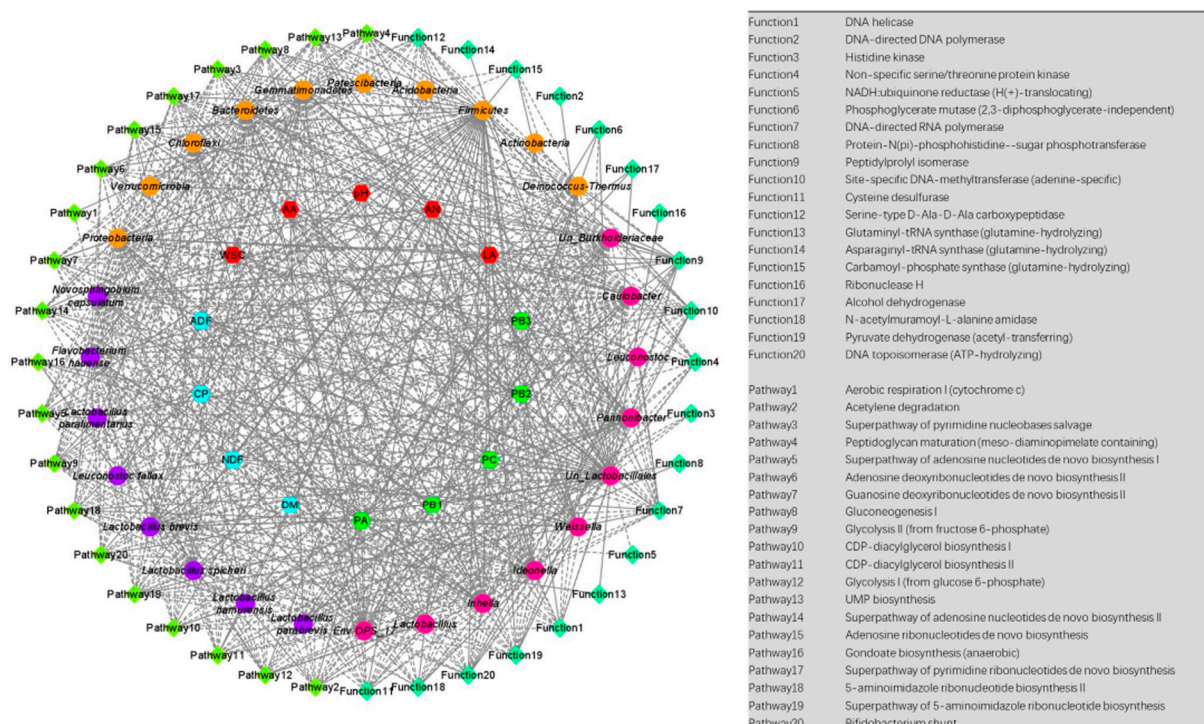 Pathway13
Pathway4
Function12
Pathway8
Function14
Pathway3
Gemmatimonadetes
Patescibacteria
Acidobacteria
Function15
Pathway17
Bacteroidetes
Firmicutes
Function2
Pathway15
Chloroflexi
Actinobacteria
Function6
Pathway6
Verrucomicrobia
Deinococcus-Thermus
Function17
Pathway1
AA
pH
AN
Function16
Proteobacteria
WSC
LA
Un_Burkholderiaceae
Pathway7
Function9
Novospiringobium
capsulatum
Caulobacter
Pathway14
ADF
PB3
Function10
Flavobacterium
habense
Leuconostoc
Pathway16
Function4
CP
PB2
Pathway5
Lactobacillus
paralimentarius
Pannonibacter
Function3
Pathway9
NDF
PC
Function8
Leuconostoc fallax
Un_Lactobacillales
Pathway18
DM
PA
PB1
Function7
Lactobacillus brevis
Weissella
Pathway20
Function5
Lactobacillus spicheri
Ideonella
Pathway19
Function13
Lactobacillus
namurensis
Inhella
Pathway10
Lactobacillus
parabrevis
Env.OPS_17
Lactobacillus
Function1
Pathway11
Function19
Pathway12
Function20
Pathway2
Function11
Function18
Function1 DNA helicase
Function2 DNA-directed DNA polymerase
Function3 Histidine kinase
Function4 Non-specific serine/threonine protein kinase
Function5 NADH:ubiquinone reductase (H(+)-translocating)
Function6 Phosphoglycerate mutase (2,3-diphosphoglycerate-independent)
Function7 DNA-directed RNA polymerase
Function8 Protein-N(pi)-phosphohistidine--sugar phosphotransferase
Function9 Peptidylprolyl isomerase
Function10 Site-specific DNA-methyltransferase (adenine-specific)
Function11 Cysteine desulfurase
Function12 Serine-type D-Ala-D-Ala carboxypeptidase
Function13 Glutaminyl-tRNA synthase (glutamine-hydrolyzing)
Function14 Asparaginyl-tRNA synthase (glutamine-hydrolyzing)
Function15 Carbamoyl-phosphate synthase (glutamine-hydrolyzing)
Function16 Ribonuclease H
Function17 Alcohol dehydrogenase
Function18 N-acetylmuramoyl-L-alanine amidase
Function19 Pyruvate dehydrogenase (acetyl-transferring)
Function20 DNA topoisomerase (ATP-hydrolyzing)
Pathway1 Aerobic respiration I (cytochrome c)
Pathway2 Acetylene degradation
Pathway3 Superpathway of pyrimidine nucleobases salvage
Pathway4 Peptidoglycan maturation (meso-diaminopimelate containing)
Pathway5 Superpathway of adenosine nucleotides de novo biosynthesis I
Pathway6 Adenosine deoxyribonucleotides de novo biosynthesis II
Pathway7 Guanosine deoxyribonucleotides de novo biosynthesis II
Pathway8 Gluconeogenesis I
Pathway9 Glycolysis II (from fructose 6-phosphate)
Pathway10 CDP-diacylglycerol biosynthesis I
Pathway11 CDP-diacylglycerol biosynthesis II
Pathway12 Glycolysis I (from glucose 6-phosphate)
Pathway13 UMP biosynthesis
Pathway14 Superpathway of adenosine nucleotides de novo biosynthesis II
Pathway15 Adenosine ribonucleotides de novo biosynthesis
Pathway16 Gondoate biosynthesis (anaerobic)
Pathway17 Superpathway of pyrimidine ribonucleotides de novo biosynthesis
Pathway18 5-aminoimidazole ribonucleotide biosynthesis II
Pathway19 Superpathway of 5-aminoimidazole ribonucleotide biosynthesis
Pathway20 Bifidobacterium shunt